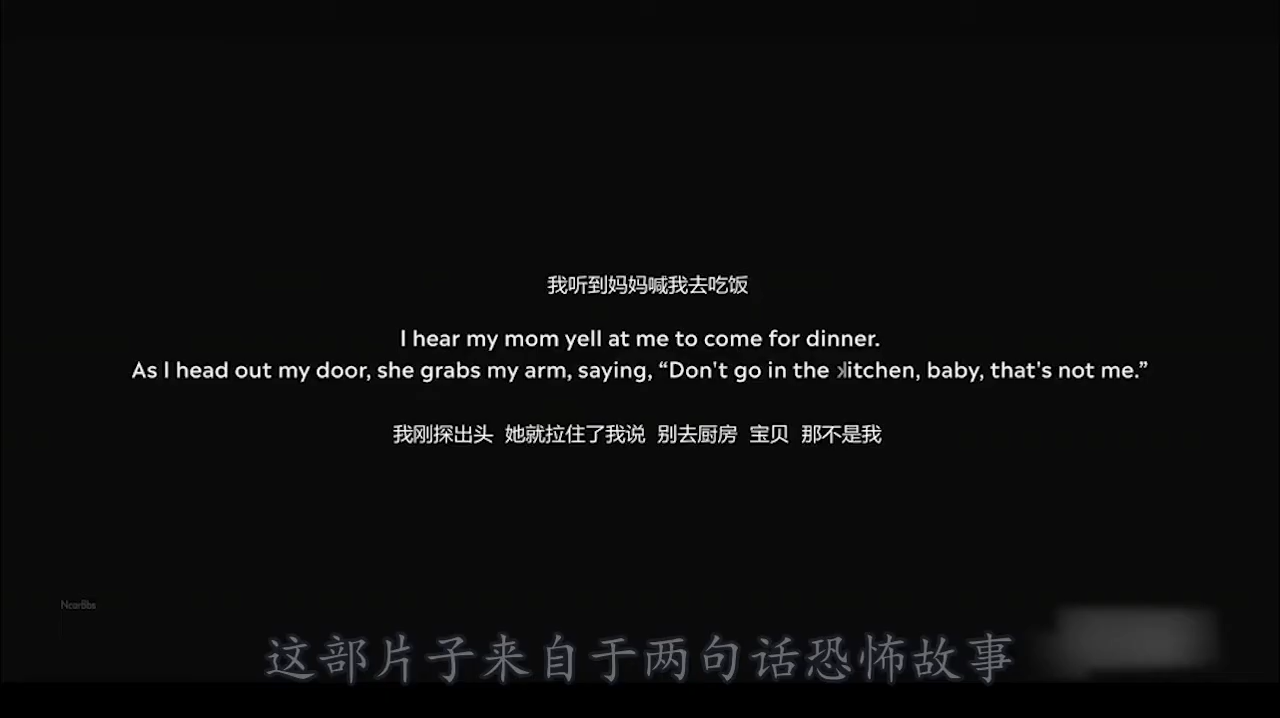 我听到妈妈喊我去吃饭
I hear my mom yell at me to come for dinner.
As I head out my door, she grabs my arm, saying, “Don't go in the kitchen, baby, that's not me.”
我刚探出头 她就拉住了我说 别去厨房 宝贝 那不是我
这部片子来自于两句话恐怖故事